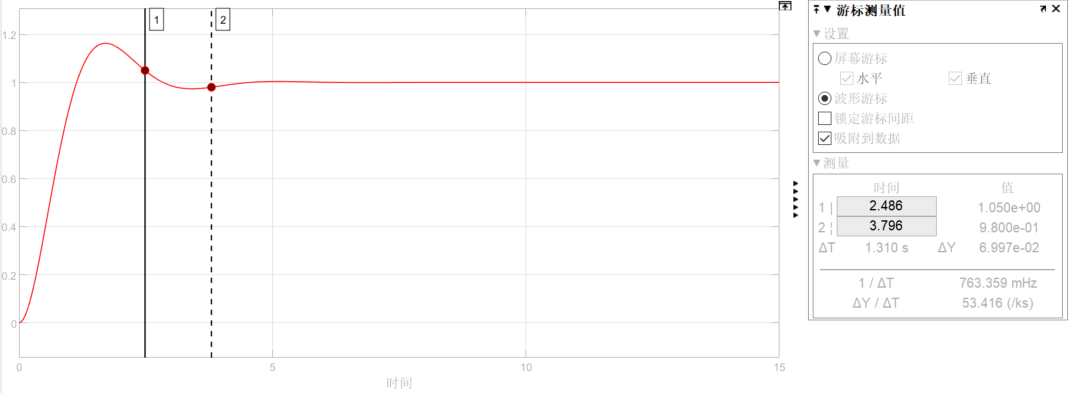 1
2
1.2
1
0.8
0.6
0.4
0.2
0
0
5
10
15
时间
游标测量值
设置
屏幕游标
水平
垂直
波形游标
锁定游标间距
吸附到数据
测量
时间 值
1 | 2.486 1.050e+00
2 ¦ 3.796 9.800e-01
ΔT 1.310 s ΔY 6.997e-02
1 / ΔT 763.359 mHz
ΔY / ΔT 53.416 (/ks)